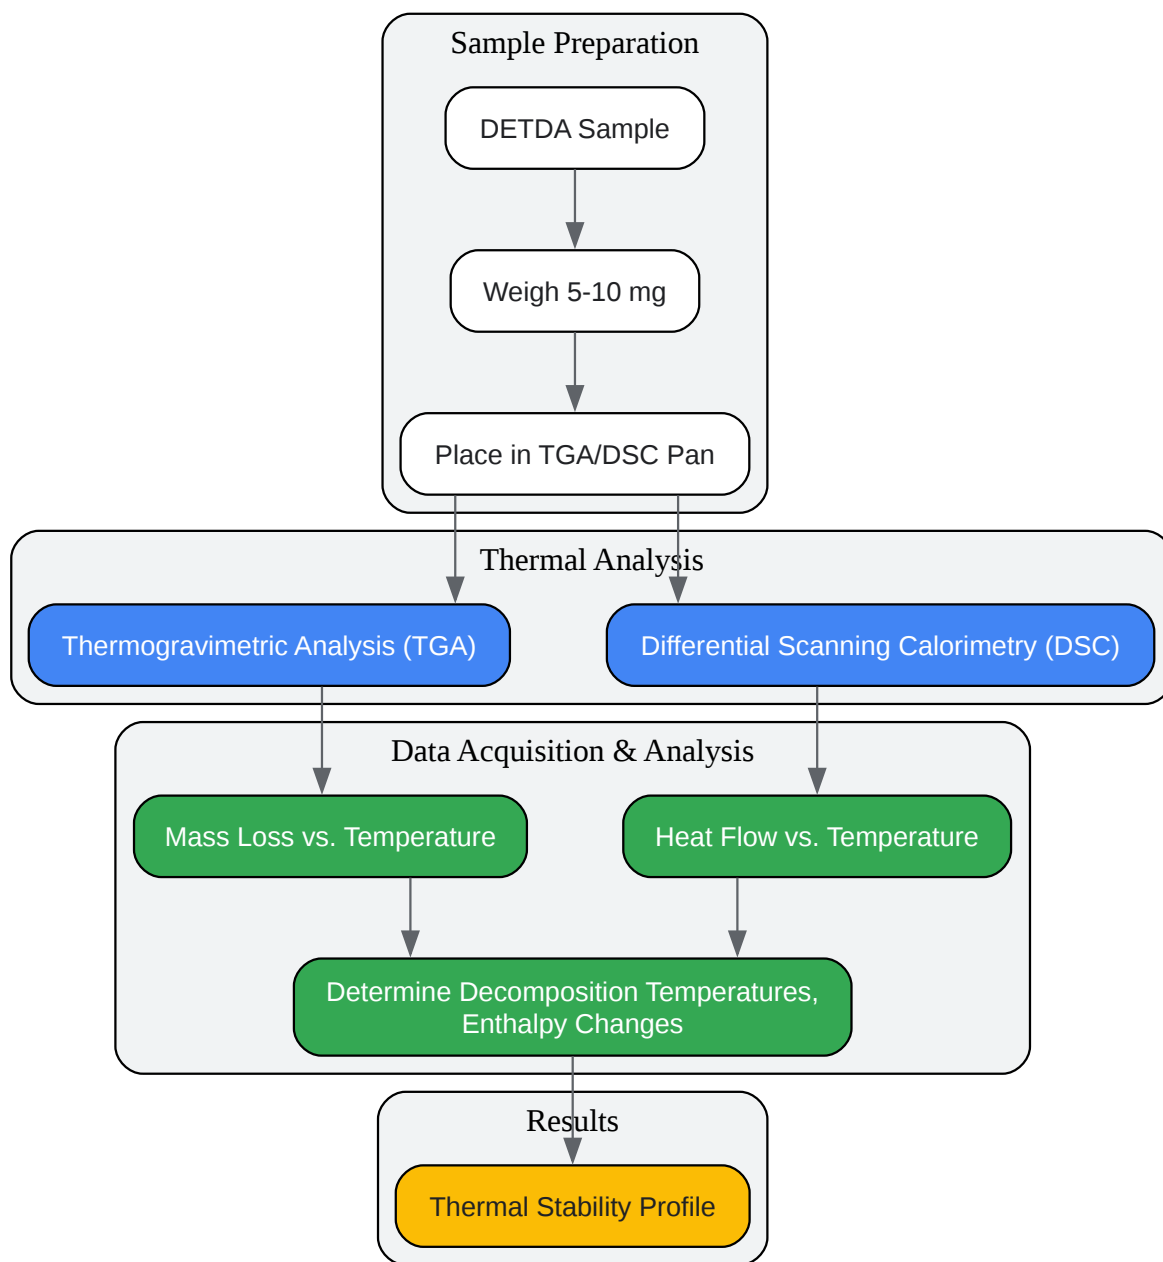 Sample Preparation
DETDA Sample
Weigh 5-10 mg
Place in TGA/DSC Pan
Thermal Analysis
Thermogravimetric Analysis (TGA)
Differential Scanning Calorimetry (DSC)
Data Acquisition & Analysis
Mass Loss vs. Temperature
Heat Flow vs. Temperature
Determine Decomposition Temperatures,
Enthalpy Changes
Results
Thermal Stability Profile